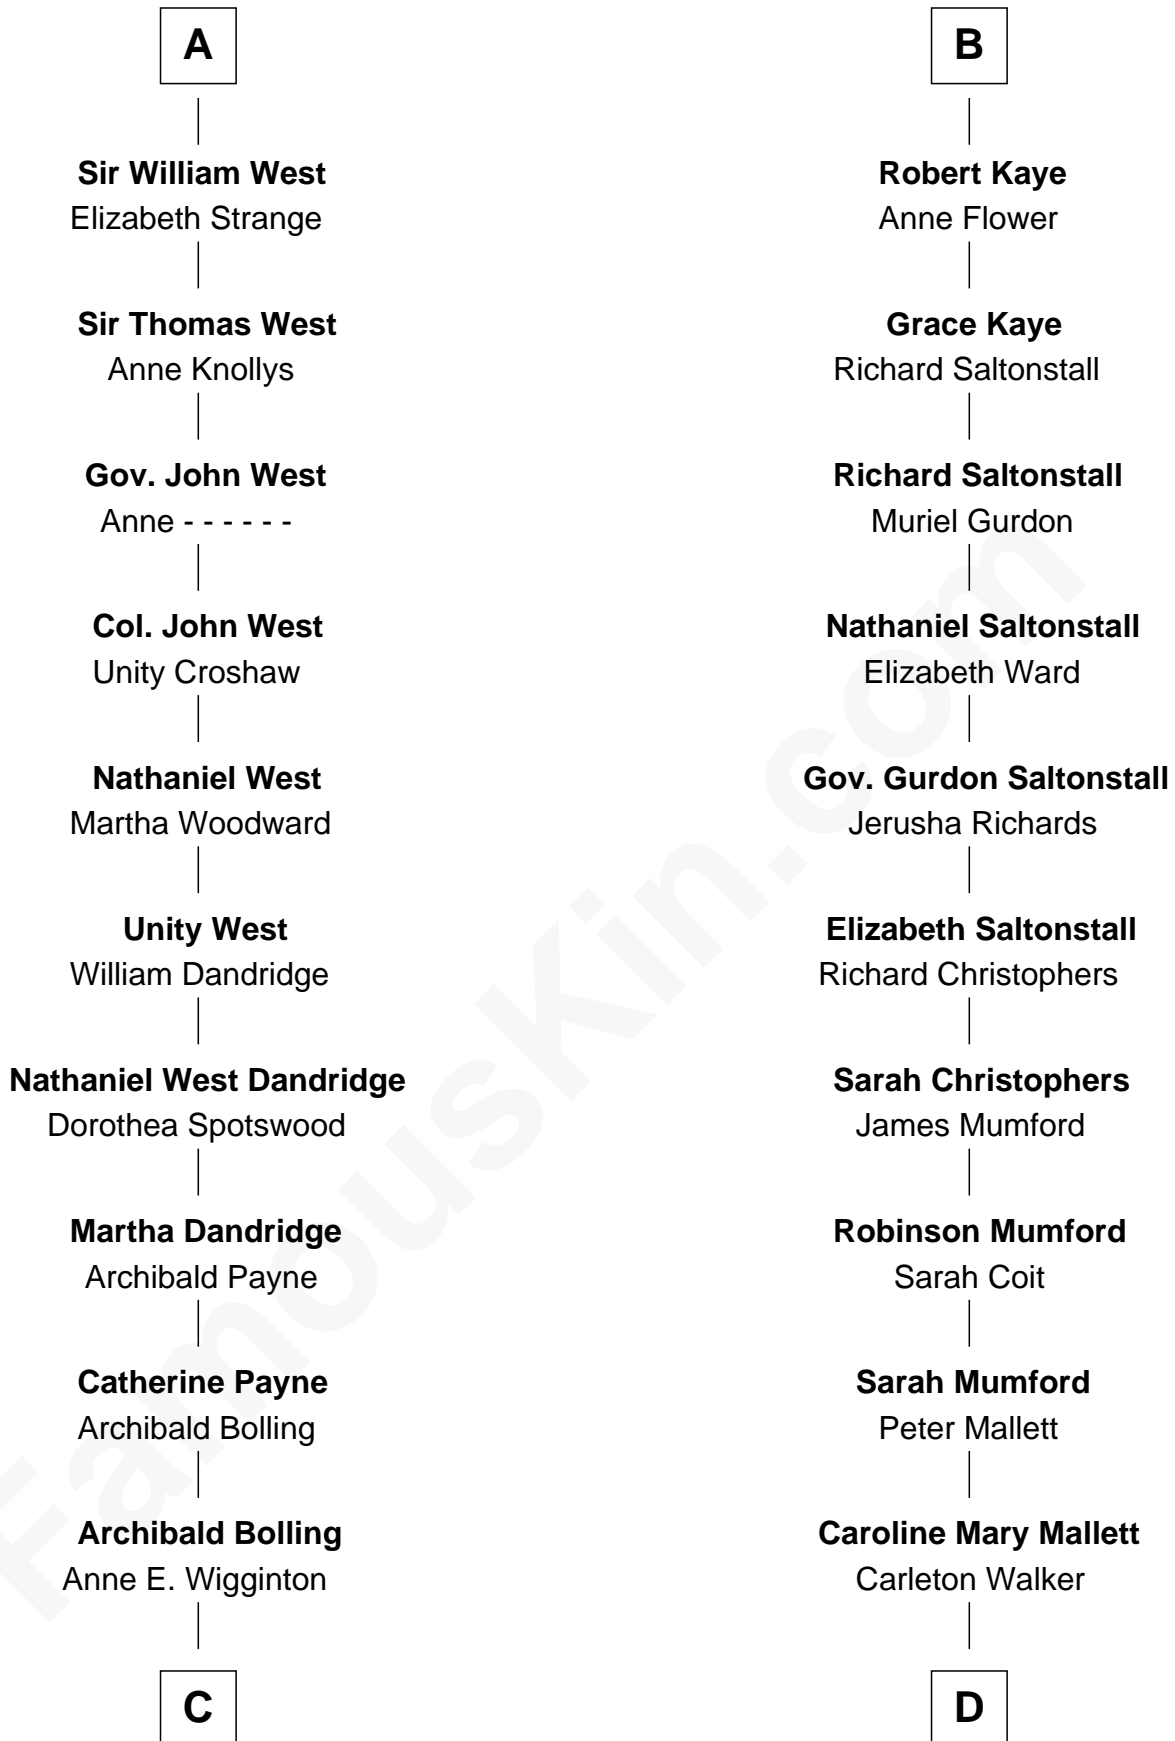 A
Sir William West
Elizabeth Strange
Sir Thomas West
Anne Knollys
Gov. John West
Anne - - - - - -
Col. John West
Unity Croshaw
Nathaniel West
Martha Woodward
Unity West
William Dandridge
Nathaniel West Dandridge
Dorothea Spotswood
Martha Dandridge
Archibald Payne
Catherine Payne
Archibald Bolling
Archibald Bolling
Anne E. Wigginton
C
B
Robert Kaye
Anne Flower
Grace Kaye
Richard Saltonstall
Richard Saltonstall
Muriel Gurdon
Nathaniel Saltonstall
Elizabeth Ward
Gov. Gurdon Saltonstall
Jerusha Richards
Elizabeth Saltonstall
Richard Christophers
Sarah Christophers
James Mumford
Robinson Mumford
Sarah Coit
Sarah Mumford
Peter Mallett
Caroline Mary Mallett
Carleton Walker
D
FamousKin.com